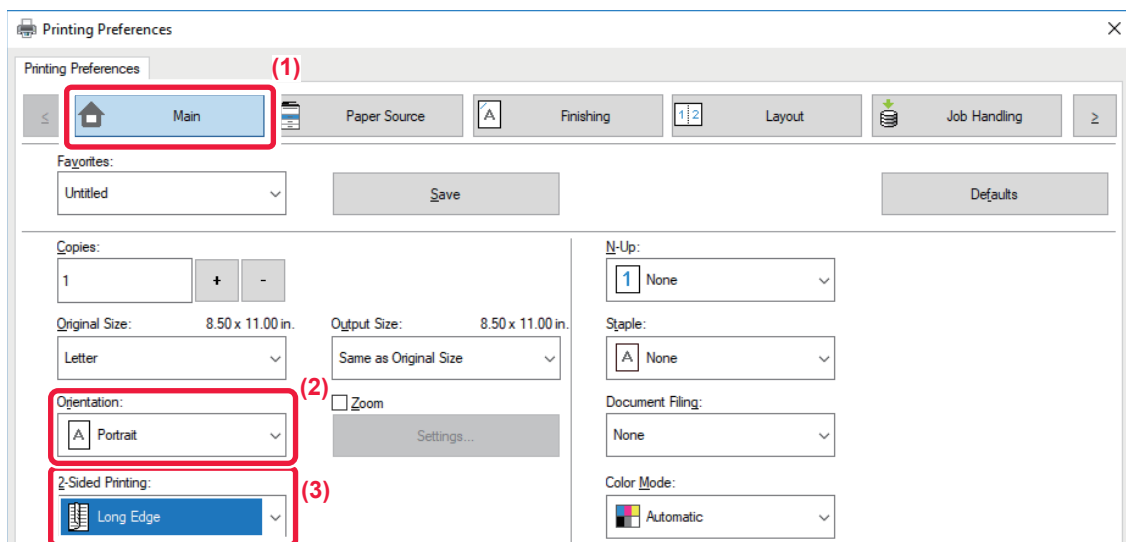 Printing Preferences
Printing Preferences
(1)
≤
Main
Paper Source
A
Finishing
1 2
Layout
Job Handling
≥
Favorites:
Untitled
Save
Defaults
Copies:
1
+
-
Original Size: 8.50 x 11.00 in.
Letter
Output Size: 8.50 x 11.00 in.
Same as Original Size
(2)
Orientation:
A Portrait
Zoom
Settings...
(3)
2-Sided Printing:
Long Edge
N-Up:
1 None
Staple:
A None
Document Filing:
None
Color Mode:
Automatic